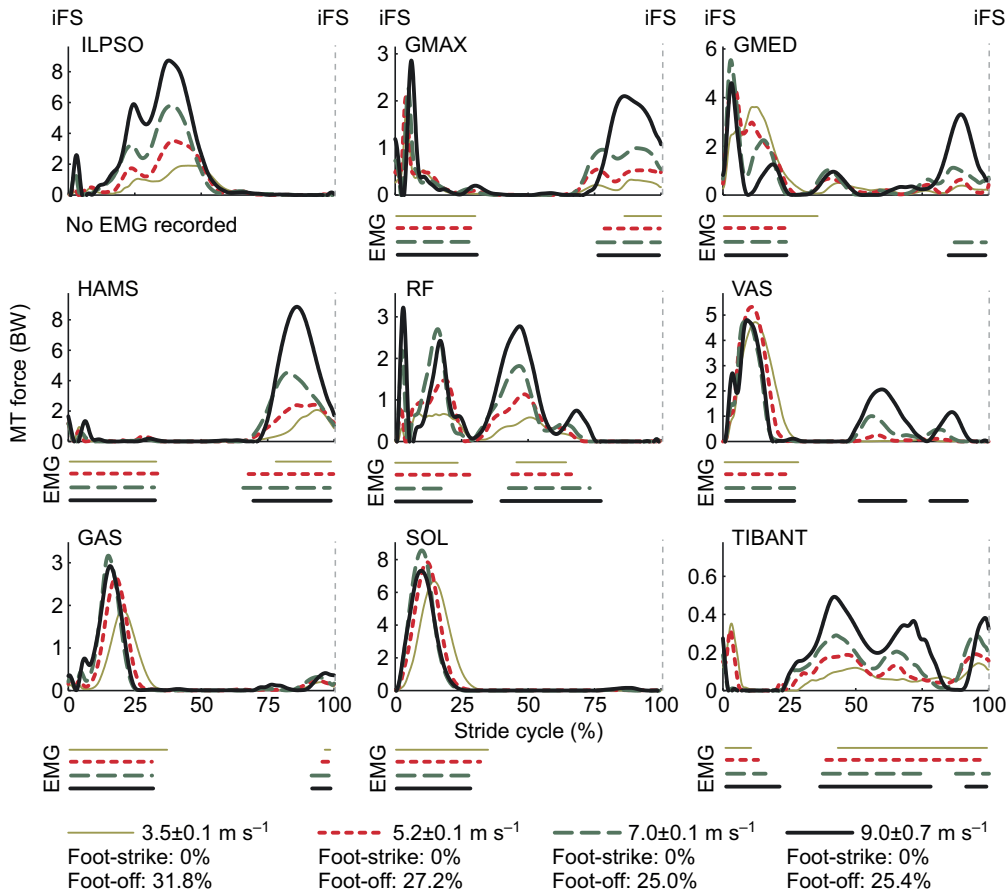 iFS iFS iFS iFS iFS
ILPSO GMAX GMED
8 6 4 2 0
3 2 1 0
6 4 2 0
No EMG recorded
EMG EMG
HAMS RF VAS
MT force (BW)
8 6 4 2 0
3 2 1 0
5 4 3 2 1 0
EMG EMG EMG
GAS SOL TIBANT
3 2 1 0
8 6 4 2 0
0.6 0.4 0.2 0
0 25 50 75 100 0 25 50 75 100 0 25 50 75 100
Stride cycle (%)
EMG EMG EMG
3.5±0.1 m s⁻¹ 5.2±0.1 m s⁻¹ 7.0±0.1 m s⁻¹ 9.0±0.7 m s⁻¹
Foot-strike: 0% Foot-strike: 0% Foot-strike: 0% Foot-strike: 0%
Foot-off: 31.8% Foot-off: 27.2% Foot-off: 25.0% Foot-off: 25.4%